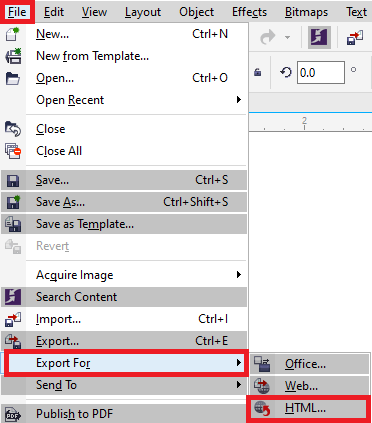 File Edit View Layout Object Effects Bitmaps Text
New... Ctrl+N
New from Template...
Open... Ctrl+O
0.0 °
Open Recent
2
Close
Close All
Save... Ctrl+S
Save As... Ctrl+Shift+S
Save as Template...
Revert
Acquire Image
Search Content
Import... Ctrl+I
Export... Ctrl+E
Export For Office...
Send To Web...
HTML...
Publish to PDF